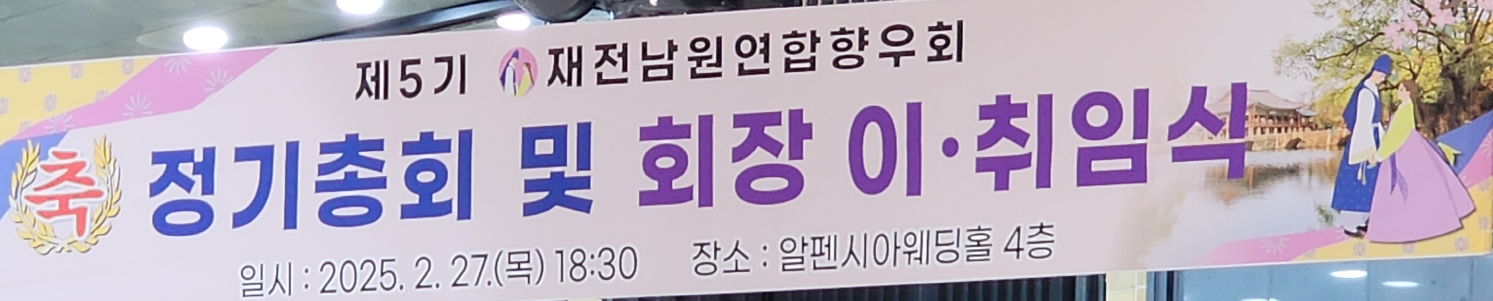 제5기 재전남원연합향우회
축 정기총회 및 회장 이·취임식
일시 : 2025. 2. 27.(목) 18:30 장소 : 알펜시아웨딩홀 4층